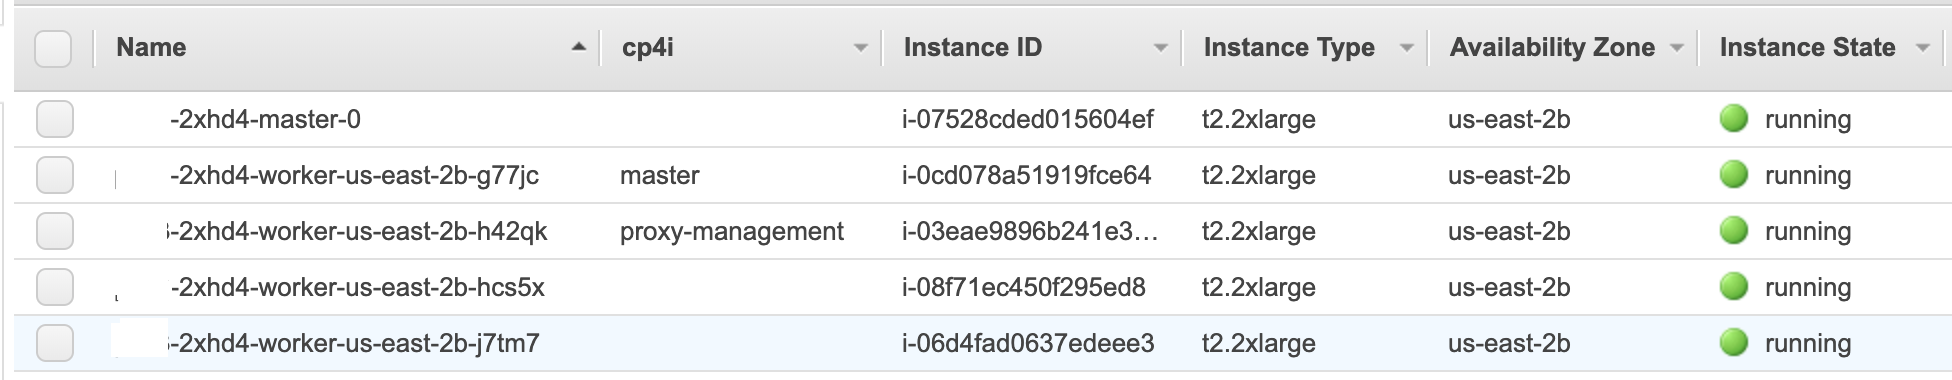 Name cp4i Instance ID Instance Type Availability Zone Instance State
-2xhd4-master-0 i-07528cded015604ef t2.2xlarge us-east-2b running
-2xhd4-worker-us-east-2b-g77jc master i-0cd078a51919fce64 t2.2xlarge us-east-2b running
-2xhd4-worker-us-east-2b-h42qk proxy-management i-03eae9896b241e3... t2.2xlarge us-east-2b running
-2xhd4-worker-us-east-2b-hcs5x i-08f71ec450f295ed8 t2.2xlarge us-east-2b running
-2xhd4-worker-us-east-2b-j7tm7 i-06d4fad0637edeee3 t2.2xlarge us-east-2b running